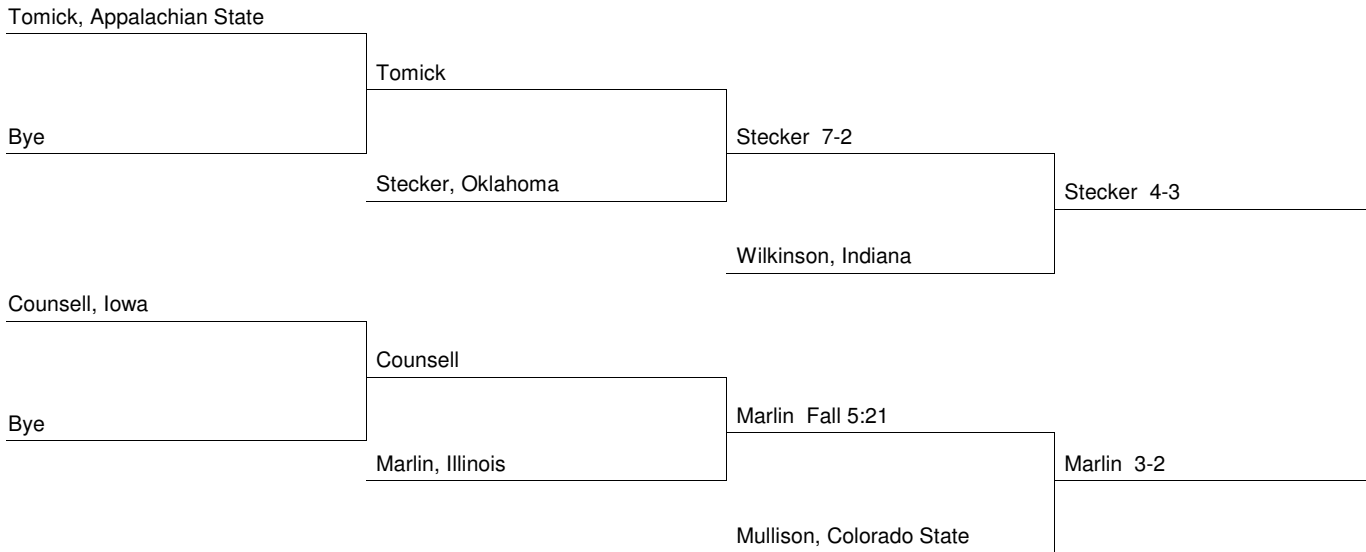 Tomick, Appalachian State
Tomick
Bye
Stecker  7-2
Stecker, Oklahoma
Stecker  4-3
Wilkinson, Indiana
Counsell, Iowa
Counsell
Bye
Marlin  Fall 5:21
Marlin, Illinois
Marlin  3-2
Mullison, Colorado State